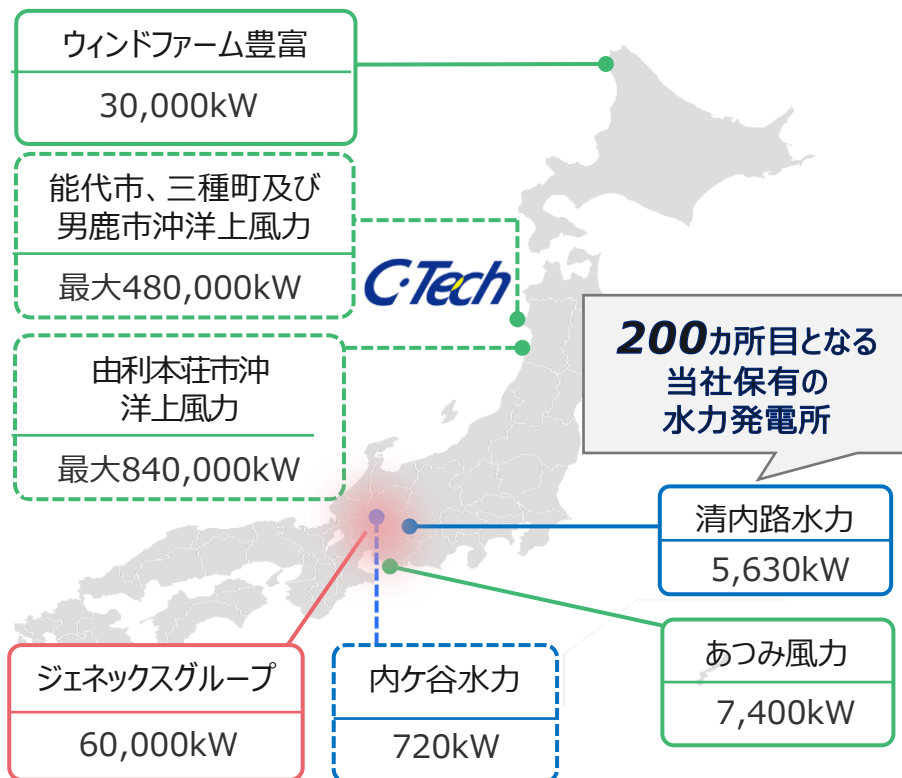 ウィンドファーム豊富
30,000kW
能代市、三種町及び
男鹿市沖洋上風力
最大480,000kW
C-Tech
由利本荘市沖
洋上風力
最大840,000kW
200カ所目となる
当社保有の
水力発電所
清内路水力
5,630kW
あつみ風力
7,400kW
ジェネックスグループ
60,000kW
内ケ谷水力
720kW